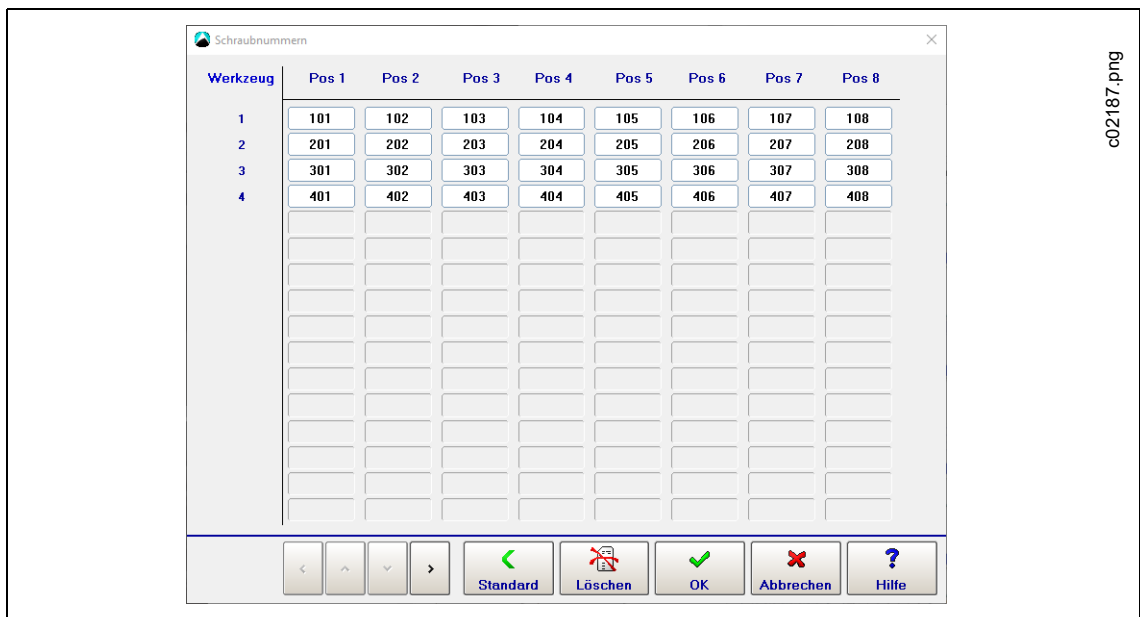 Schraubnummern
Werkzeug Pos 1 Pos 2 Pos 3 Pos 4 Pos 5 Pos 6 Pos 7 Pos 8
1 101 102 103 104 105 106 107 108
2 201 202 203 204 205 206 207 208
3 301 302 303 304 305 306 307 308
4 401 402 403 404 405 406 407 408
Standard Löschen OK Abbrechen Hilfe
c02187.png